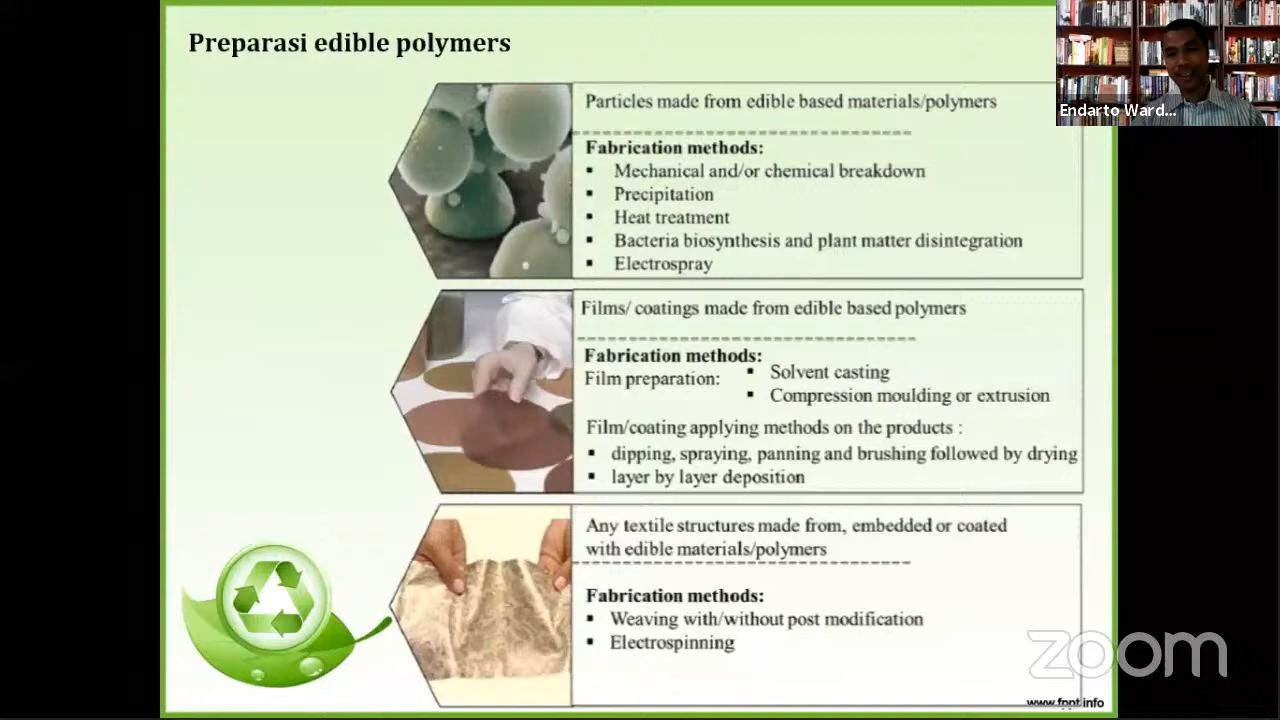 Preparasi edible polymers
Endarto Ward...
Particles made from edible based materials/polymers
Fabrication methods:
▪ Mechanical and/or chemical breakdown
▪ Precipitation
▪ Heat treatment
▪ Bacteria biosynthesis and plant matter disintegration
▪ Electrospray
Films/ coatings made from edible based polymers
Fabrication methods:
Film preparation:
▪ Solvent casting
▪ Compression moulding or extrusion
Film/coating applying methods on the products :
▪ dipping, spraying, panning and brushing followed by drying
▪ layer by layer deposition
Any textile structures made from, embedded or coated
with edible materials/polymers
Fabrication methods:
▪ Weaving with/without post modification
▪ Electrospinning
zoom
www.fppt.info